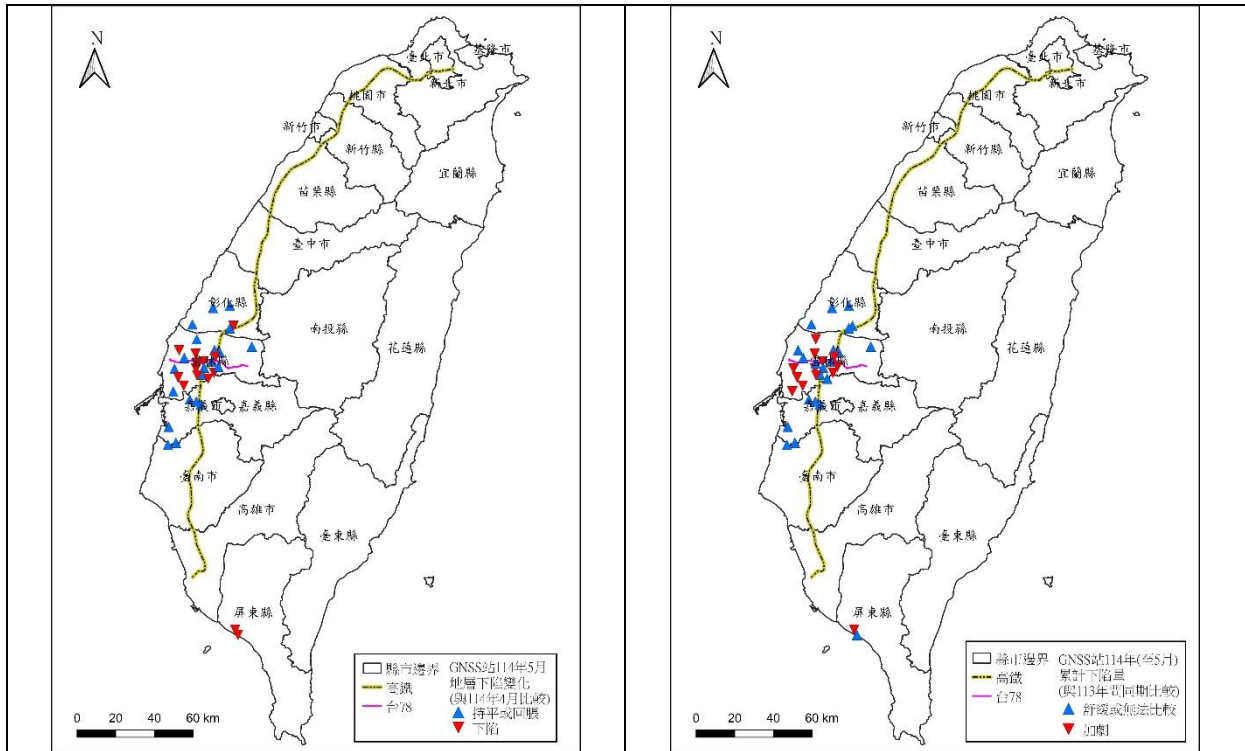 N
基隆市
臺北市
新北市
桃園市
新竹市
新竹縣
宜蘭縣
苗栗縣
臺中市
彰化縣
南投縣
花蓮縣
嘉義市
嘉義縣
臺南市
高雄市
臺東縣
屏東縣
0 20 40 60 km
縣市邊界
高鐵
台78
GNSS站114年5月
地層下陷變化
(與114年4月比較)
持平或回脹
下陷
N
基隆市
臺北市
新北市
桃園市
新竹市
新竹縣
宜蘭縣
苗栗縣
臺中市
彰化縣
南投縣
花蓮縣
嘉義市
嘉義縣
臺南市
高雄市
臺東縣
屏東縣
0 20 40 60 km
縣市邊界
高鐵
台78
GNSS站114年(至5月)
累計下陷量
(與113年間同期比較)
舒緩或無法比較
加劇